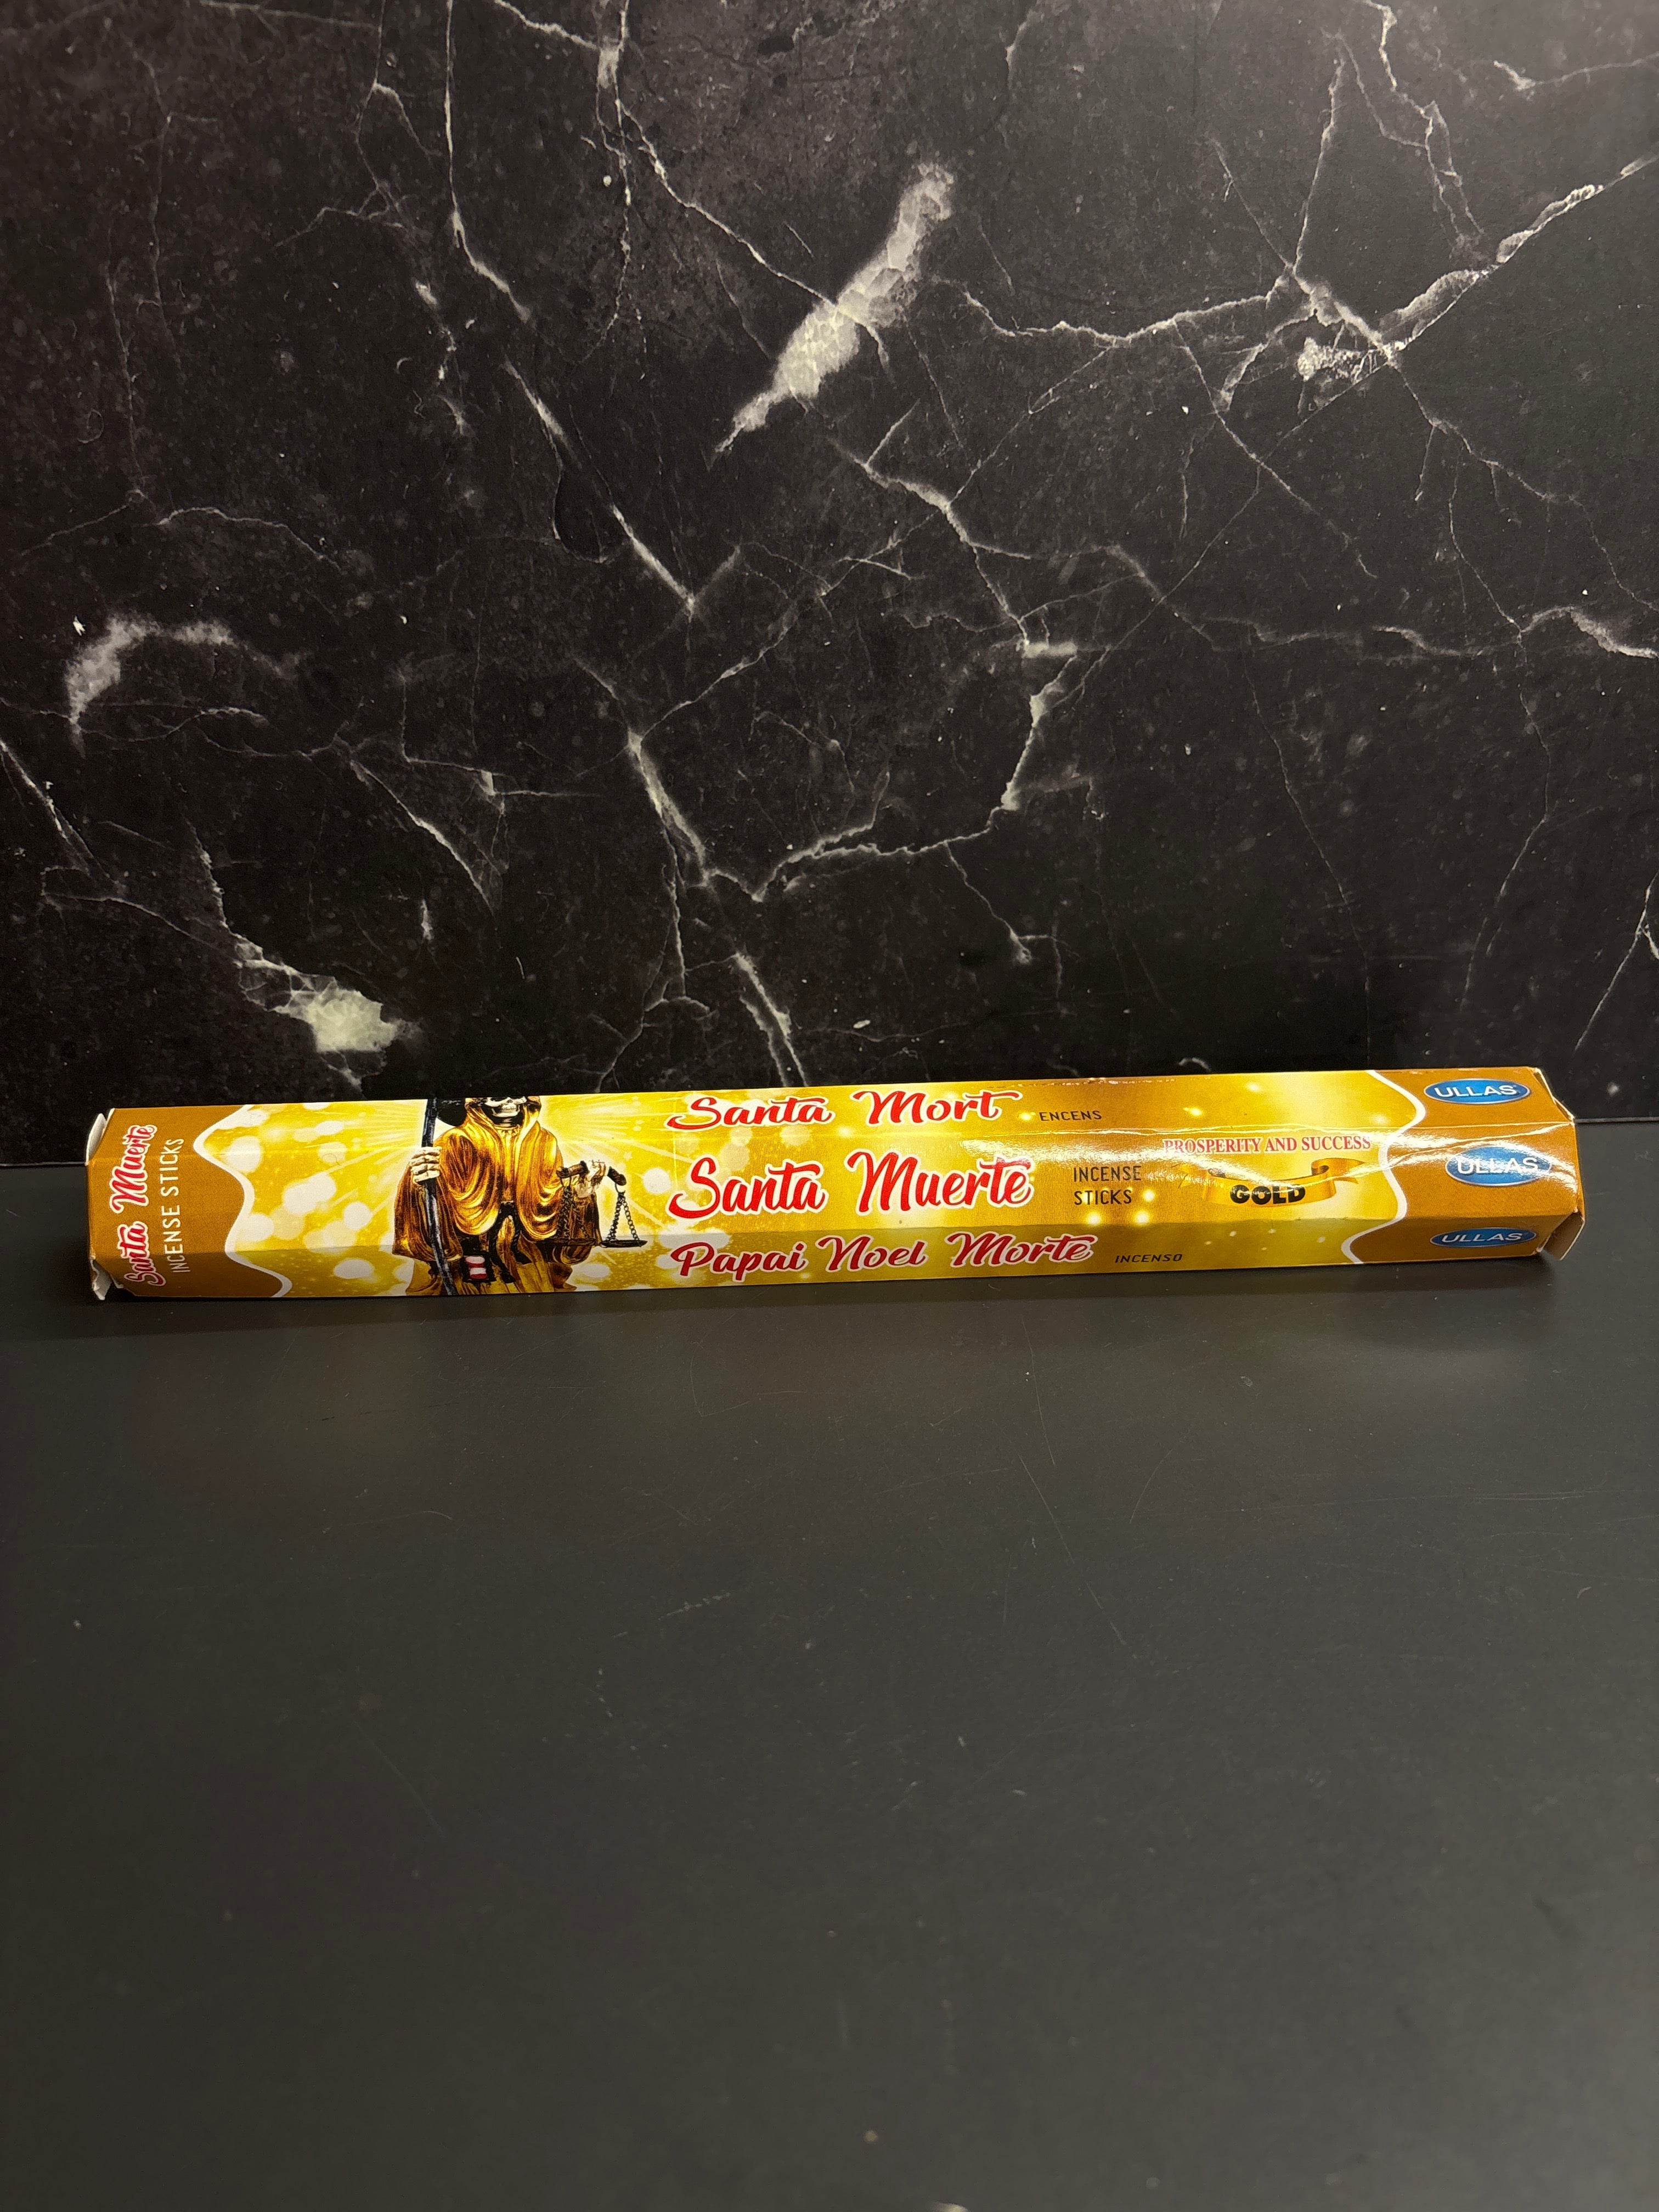 Santa Muerte
INCENSE STICKS
Santa Mort ENCENS
ULLAS
Santa Muerte INCENSE
STICKS
PROSPERITY AND SUCCESS
GOLD
ULLAS
Papai Noel Morte INCENSO
ULLAS